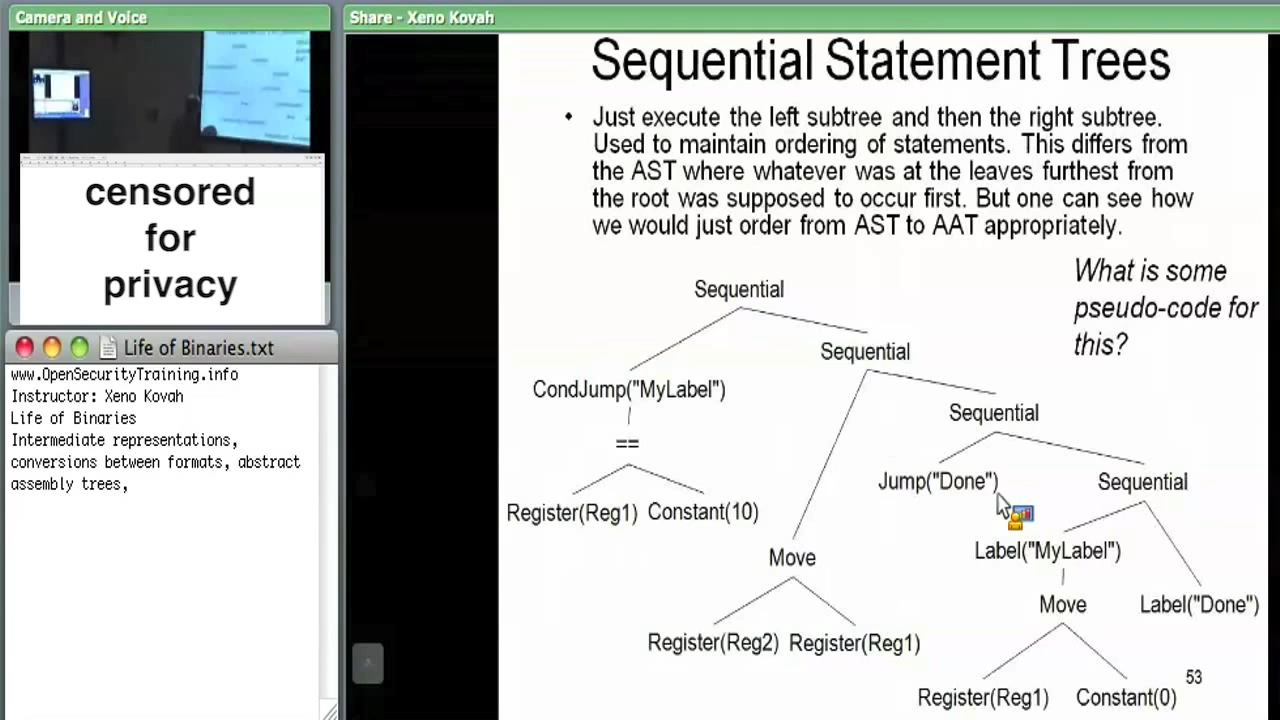 Camera and Voice
Share - Xeno Kovah
censored
for
privacy
Life of Binaries.txt
www.OpenSecurityTraining.info
Instructor: Xeno Kovah
Life of Binaries
Intermediate representations,
conversions between formats, abstract
assembly trees,
Sequential Statement Trees
• Just execute the left subtree and then the right subtree.
Used to maintain ordering of statements. This differs from
the AST where whatever was at the leaves furthest from
the root was supposed to occur first. But one can see how
we would just order from AST to AAT appropriately.
What is some
pseudo-code for
this?
Sequential
Sequential
CondJump("MyLabel")
Sequential
==
Jump("Done")
Sequential
Register(Reg1) Constant(10)
Label("MyLabel")
Move
Move
Label("Done")
Register(Reg2) Register(Reg1)
Register(Reg1) Constant(0)
53